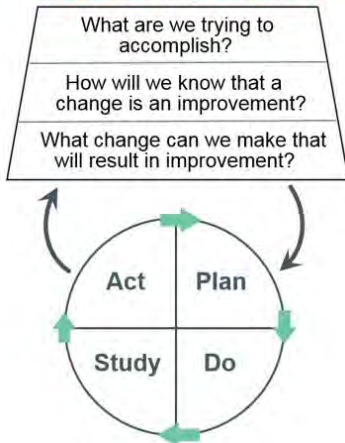 What are we trying to
accomplish?
How will we know that a
change is an improvement?
What change can we make that
will result in improvement?
Act
Plan
Study
Do